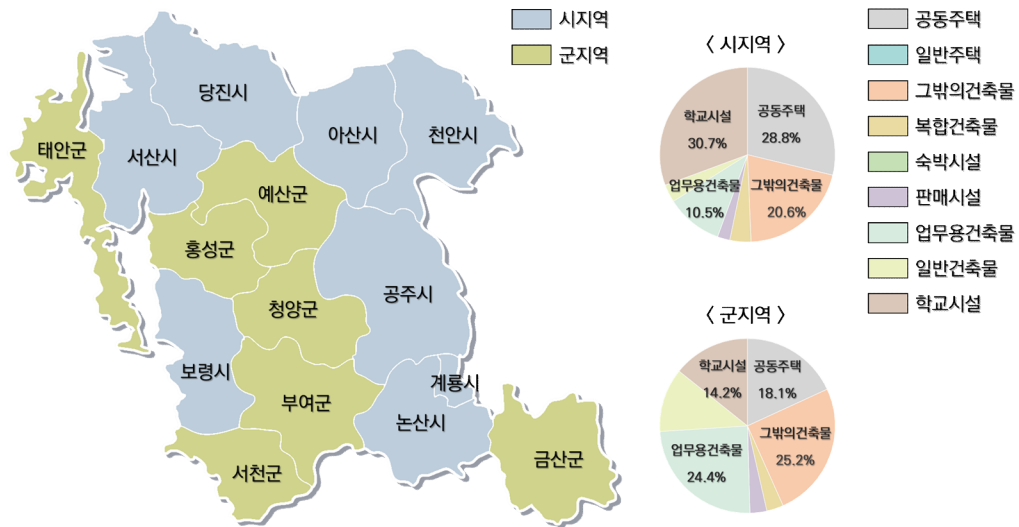 시지역
군지역
당진시
아산시
천안시
태안군
서산시
예산군
홍성군
공주시
청양군
보령시
계룡시
부여군
논산시
서천군
금산군
〈 시지역 〉
학교시설
30.7%
공동주택
28.8%
업무용건축물
10.5%
그밖의건축물
20.6%
〈 군지역 〉
학교시설
14.2%
공동주택
18.1%
업무용건축물
24.4%
그밖의건축물
25.2%
공동주택
일반주택
그밖의건축물
복합건축물
숙박시설
판매시설
업무용건축물
일반건축물
학교시설